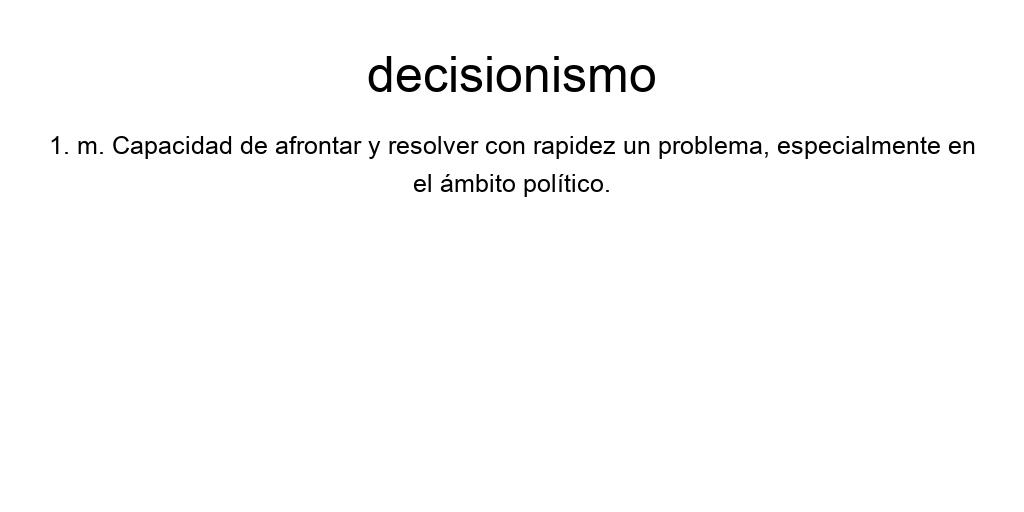 decisionismo
1. m. Capacidad de afrontar y resolver con rapidez un problema, especialmente en
el ámbito político.